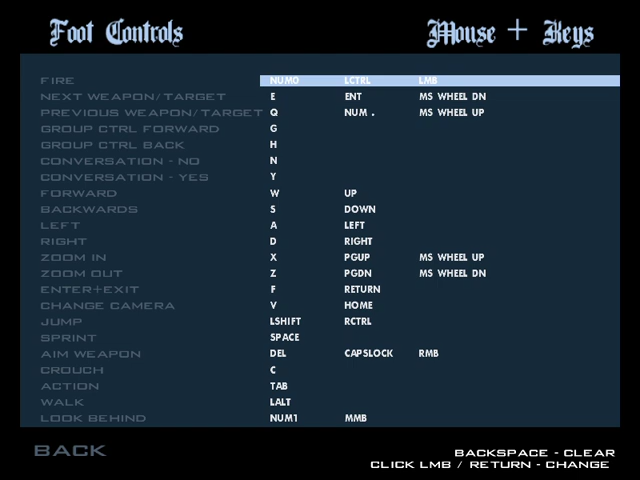 Foot Controls Mouse + Keys
FIRE NUM0 LCTRL LMB
NEXT WEAPON/TARGET E ENT MS WHEEL DN
PREVIOUS WEAPON/TARGET Q NUM . MS WHEEL UP
GROUP CTRL FORWARD G
GROUP CTRL BACK H
CONVERSATION - NO N
CONVERSATION - YES Y
FORWARD W UP
BACKWARDS S DOWN
LEFT A LEFT
RIGHT D RIGHT
ZOOM IN X PGUP MS WHEEL UP
ZOOM OUT Z PGDN MS WHEEL DN
ENTER+EXIT F RETURN
CHANGE CAMERA V HOME
JUMP LSHIFT RCTRL
SPRINT SPACE
AIM WEAPON DEL CAPSLOCK RMB
CROUCH C
ACTION TAB
WALK LALT
LOOK BEHIND NUM1 MMB
BACK BACKSPACE - CLEAR
CLICK LMB / RETURN - CHANGE